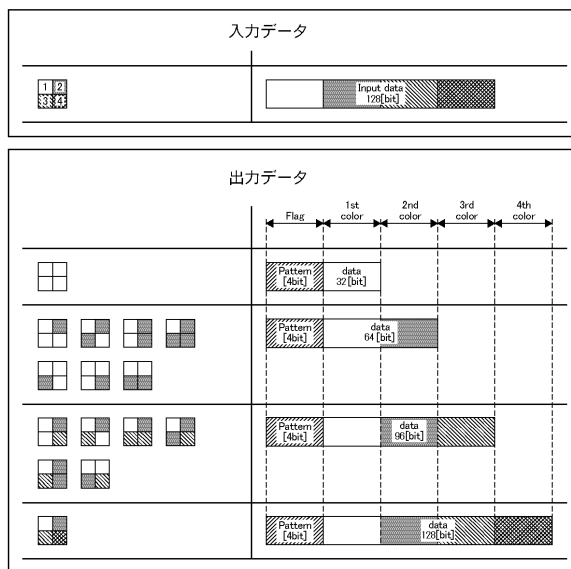 入力データ
1 2
3 4
Input data
128[bit]
出力データ
Flag
1st
color
2nd
color
3rd
color
4th
color
Pattern
[4bit]
data
32[bit]
Pattern
[4bit]
data
64[bit]
Pattern
[4bit]
data
96[bit]
Pattern
[4bit]
data
128[bit]